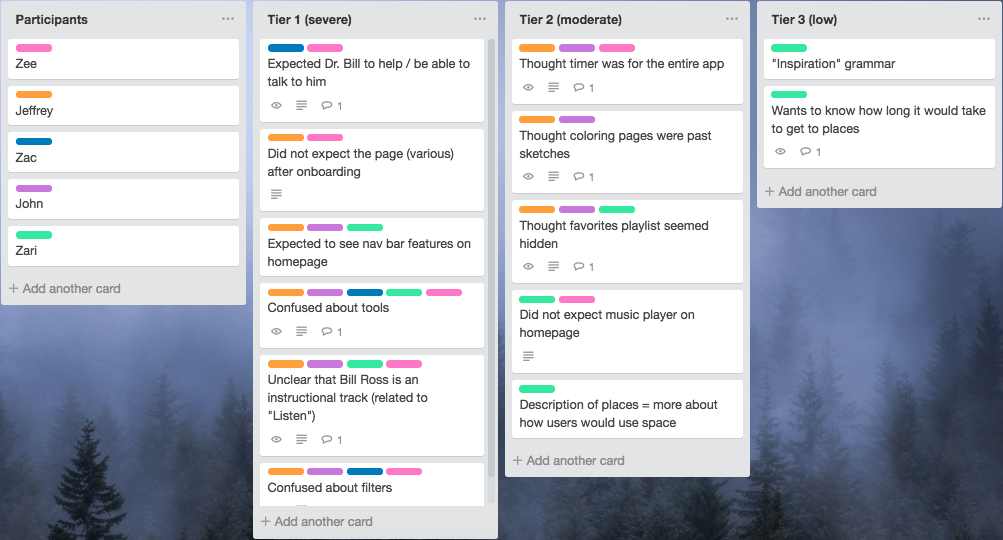 Participants
Zee
Jeffrey
Zac
John
Zari
+ Add another card
Tier 1 (severe)
Expected Dr. Bill to help / be able to
talk to him
1
Did not expect the page (various)
after onboarding
Expected to see nav bar features on
homepage
Confused about tools
1
Unclear that Bill Ross is an
instructional track (related to
"Listen")
1
Confused about filters
+ Add another card
Tier 2 (moderate)
Thought timer was for the entire app
1
Thought coloring pages were past
sketches
1
Thought favorites playlist seemed
hidden
1
Did not expect music player on
homepage
Description of places = more about
how users would use space
+ Add another card
Tier 3 (low)
"Inspiration" grammar
Wants to know how long it would take
to get to places
1
+ Add another card